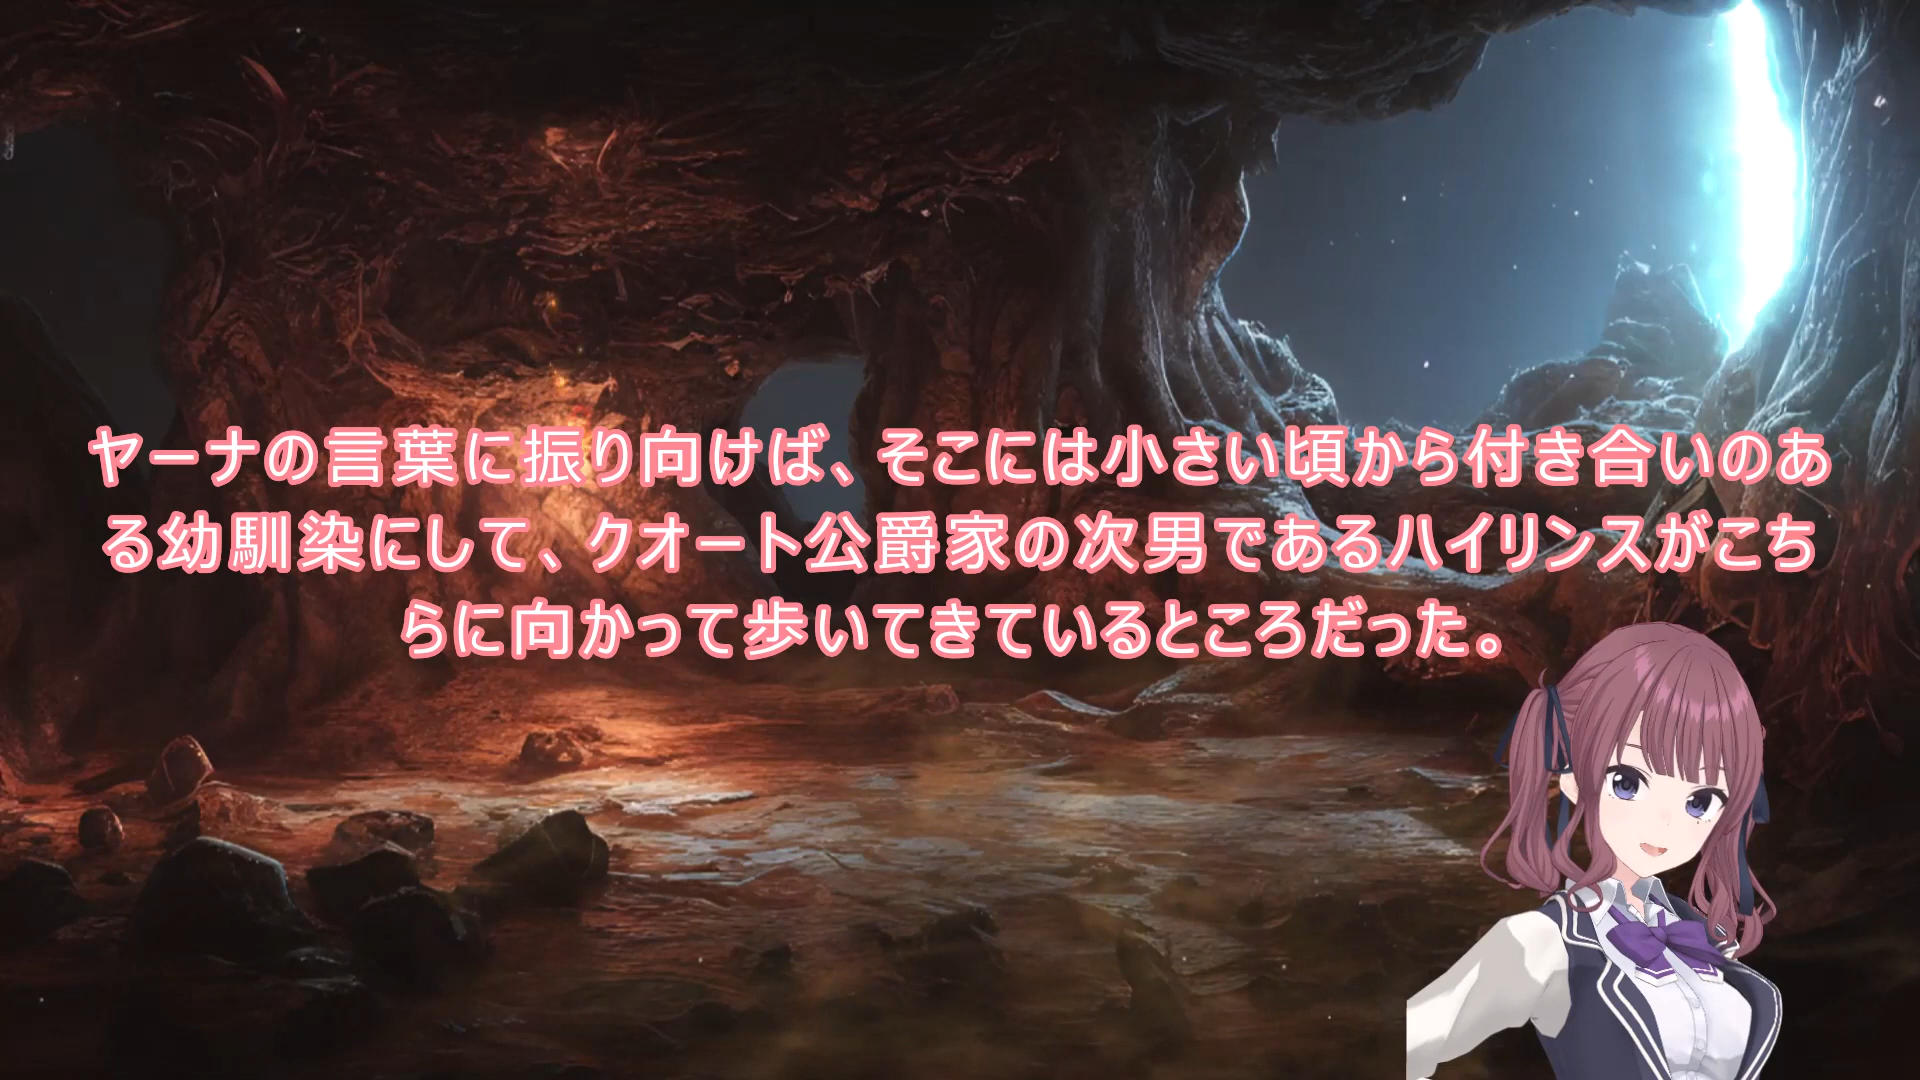 ヤーナの言葉に振り向けば、そこには小さい頃から付き合いのあ
る幼馴染にして、クオート公爵家の次男であるハイリンスがこち
らに向かって歩いてきているところだった。